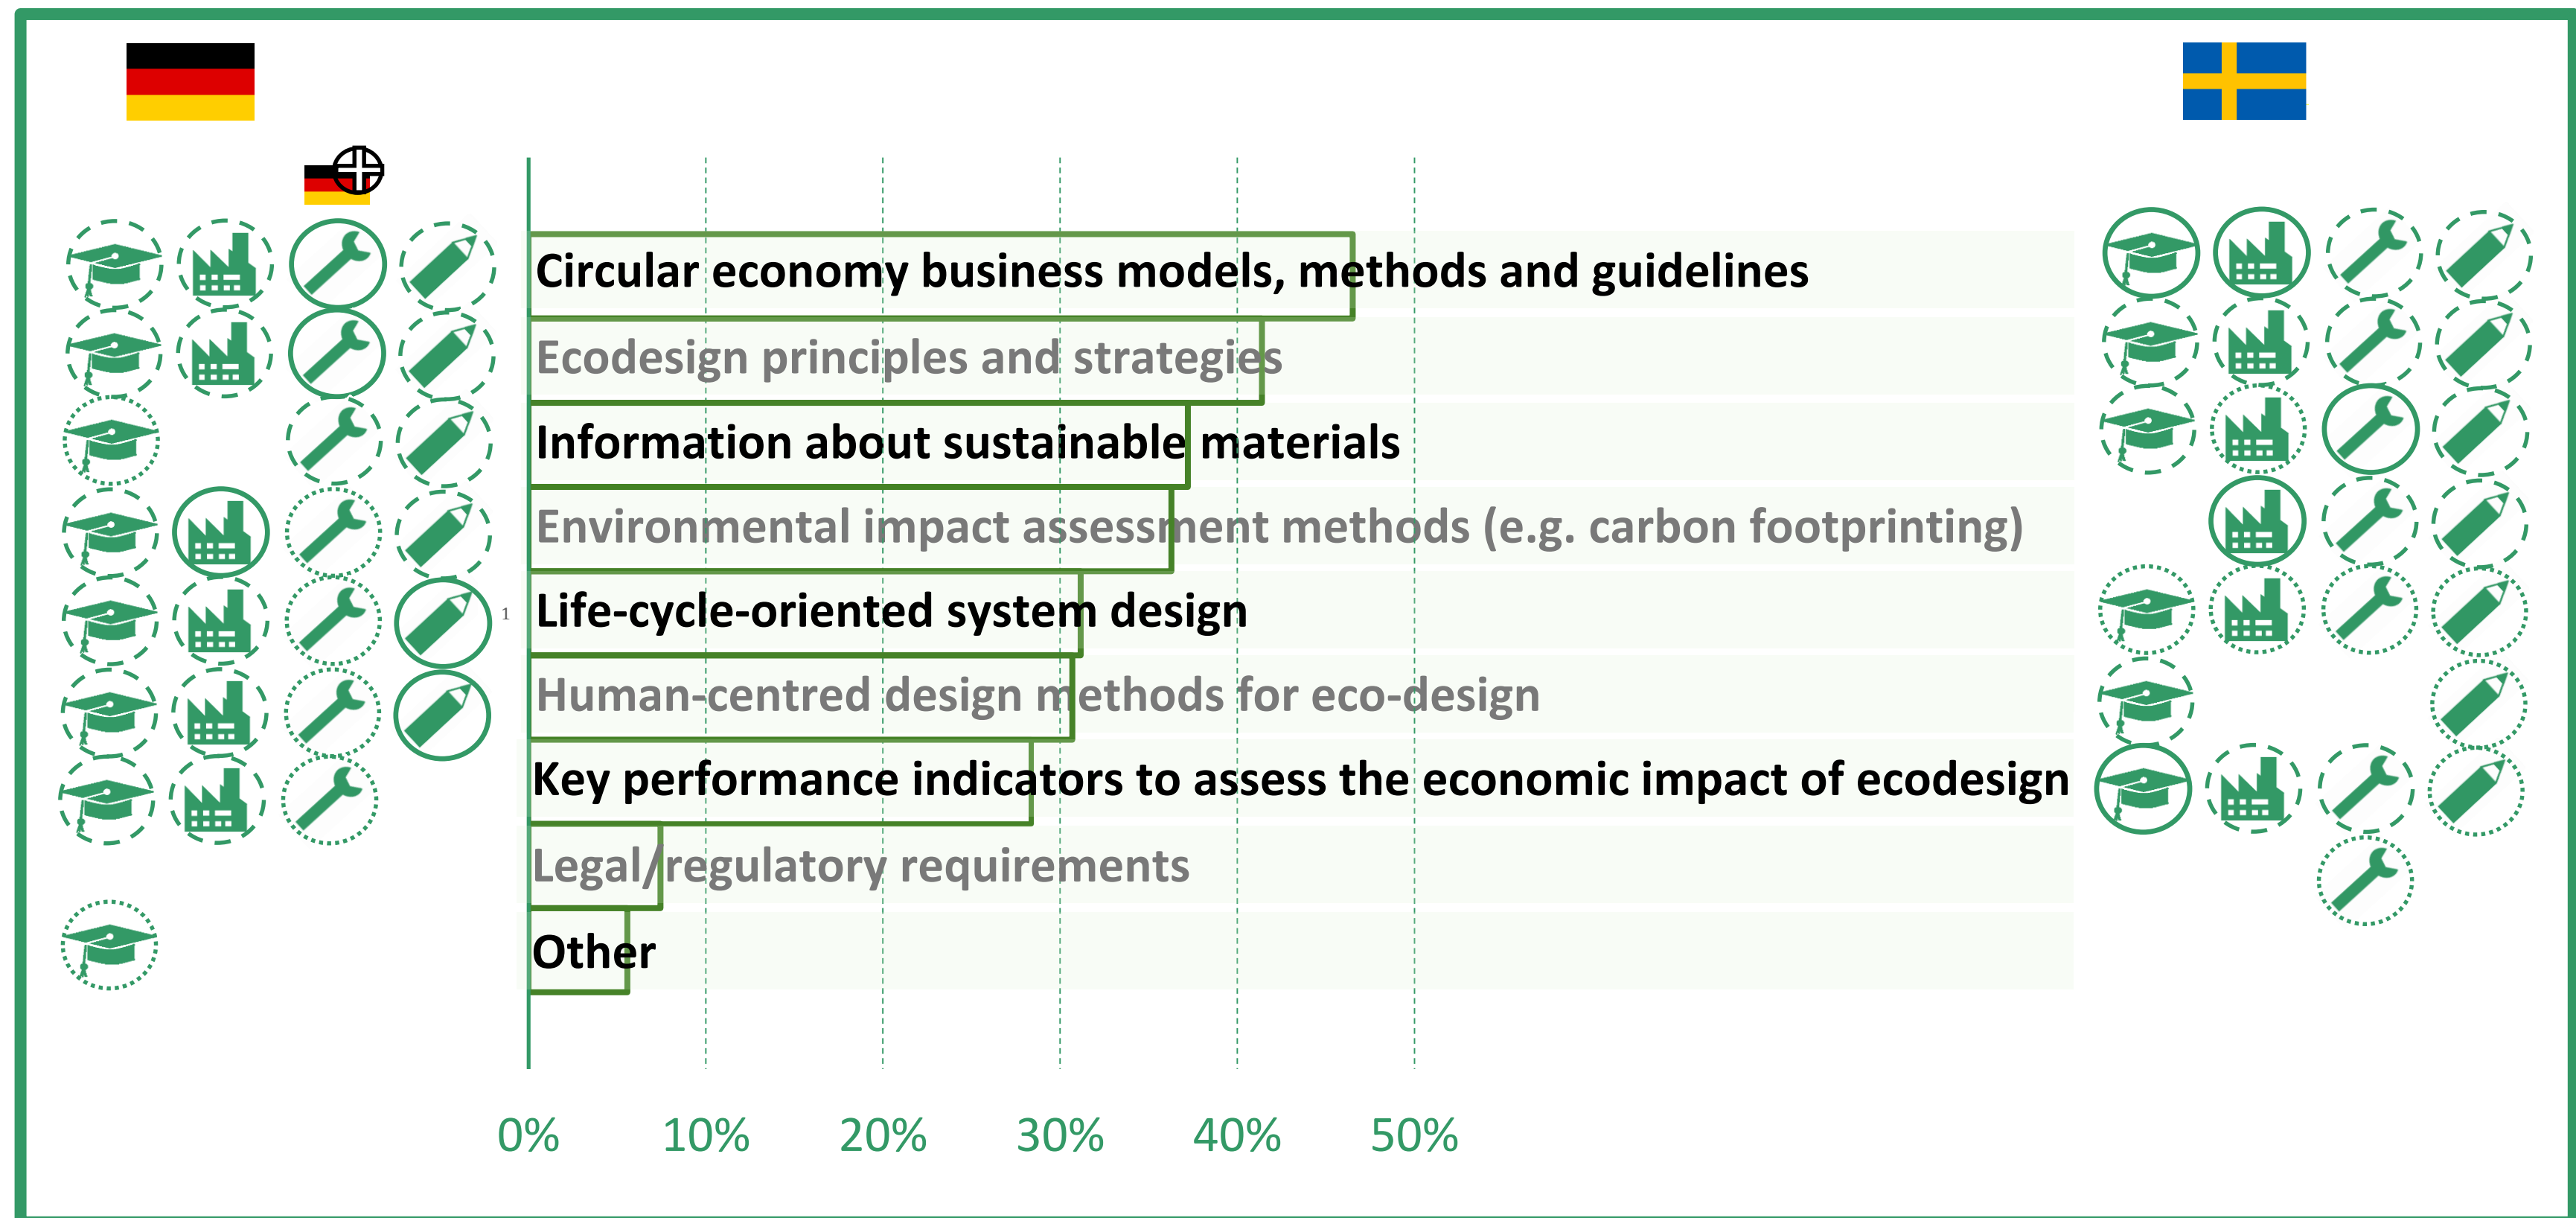 Circular economy business models, methods and guidelines
Ecodesign principles and strategies
Information about sustainable materials
Environmental impact assessment methods (e.g. carbon footprinting)
1
Life-cycle-oriented system design
Human-centred design methods for eco-design
Key performance indicators to assess the economic impact of ecodesign
Legal/regulatory requirements
Other
0% 10% 20% 30% 40% 50%